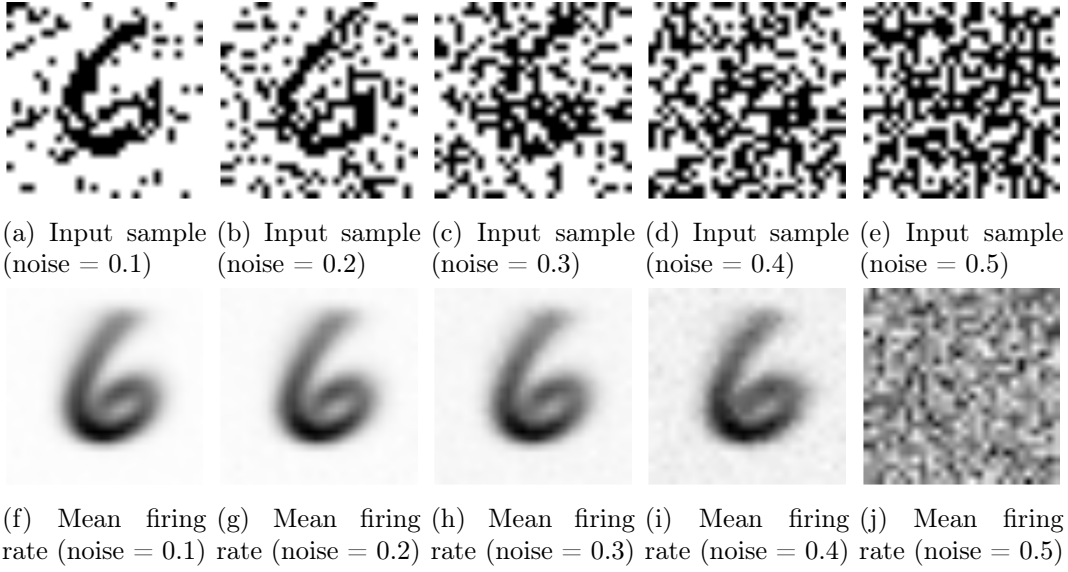 (a) Input sample (noise = 0.1)
(b) Input sample (noise = 0.2)
(c) Input sample (noise = 0.3)
(d) Input sample (noise = 0.4)
(e) Input sample (noise = 0.5)
(f) Mean firing rate (noise = 0.1)
(g) Mean firing rate (noise = 0.2)
(h) Mean firing rate (noise = 0.3)
(i) Mean firing rate (noise = 0.4)
(j) Mean firing rate (noise = 0.5)